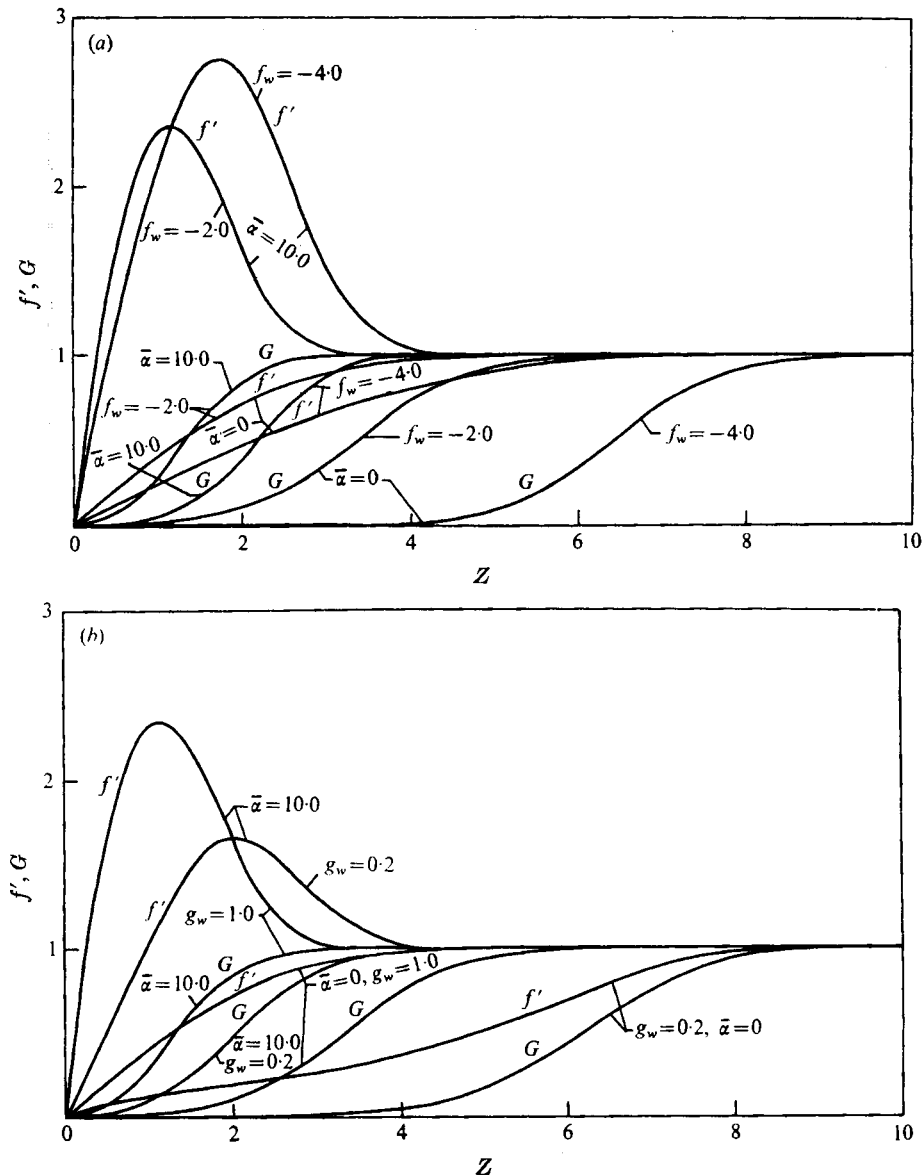 3
(a)
f_w = −4·0
f′
f′
2
f_w = −2·0
ᾱ = 10·0
f′, G
ᾱ = 10·0
G
1
f′
f_w = −4·0
f_w = −2·0
ᾱ = 0
f′
ᾱ = 10·0
f_w = −2·0
f_w = −4·0
G
G
ᾱ = 0
G
0
2
4
6
8
10
Z
3
(b)
2
f′
ᾱ = 10·0
g_w = 0·2
f′, G
f′
g_w = 1·0
1
G
ᾱ = 10·0
f′
ᾱ = 0, g_w = 1·0
G
G
f′
ᾱ = 10·0
g_w = 0·2
g_w = 0·2, ᾱ = 0
G
0
2
4
6
8
10
Z